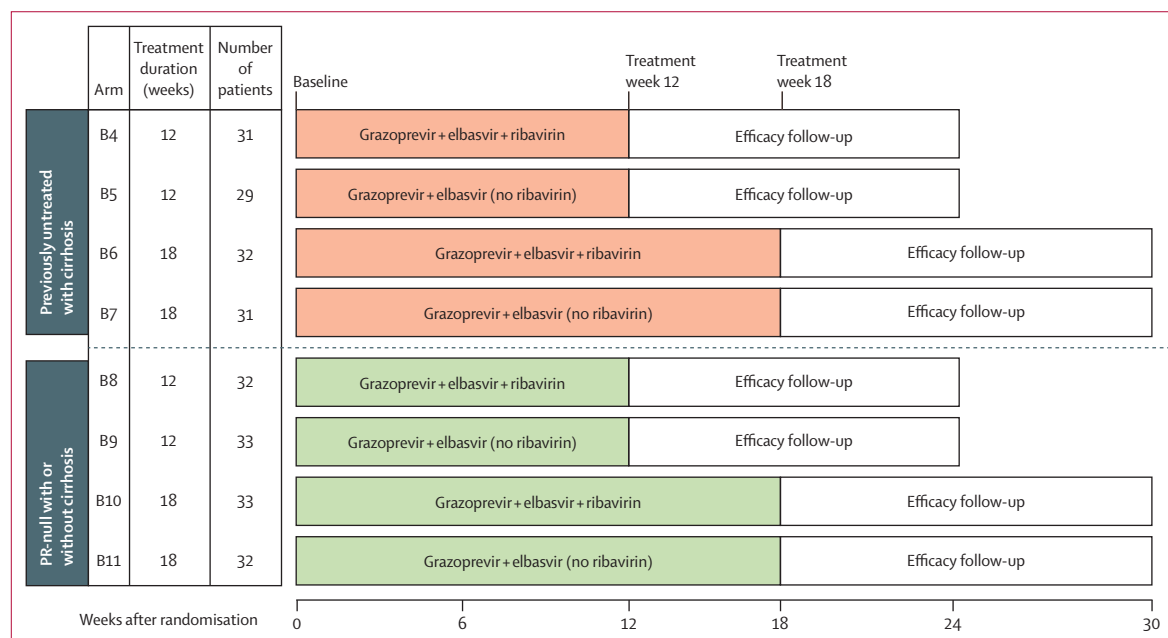 Arm
Treatment
duration
(weeks)
Number
of
patients
Baseline
Treatment
week 12
Treatment
week 18
Previously untreated
with cirrhosis
B4 12 31 Grazoprevir + elbasvir + ribavirin Efficacy follow-up
B5 12 29 Grazoprevir + elbasvir (no ribavirin) Efficacy follow-up
B6 18 32 Grazoprevir + elbasvir + ribavirin Efficacy follow-up
B7 18 31 Grazoprevir + elbasvir (no ribavirin) Efficacy follow-up
PR-null with or
without cirrhosis
B8 12 32 Grazoprevir + elbasvir + ribavirin Efficacy follow-up
B9 12 33 Grazoprevir + elbasvir (no ribavirin) Efficacy follow-up
B10 18 33 Grazoprevir + elbasvir + ribavirin Efficacy follow-up
B11 18 32 Grazoprevir + elbasvir (no ribavirin) Efficacy follow-up
Weeks after randomisation 0 6 12 18 24 30